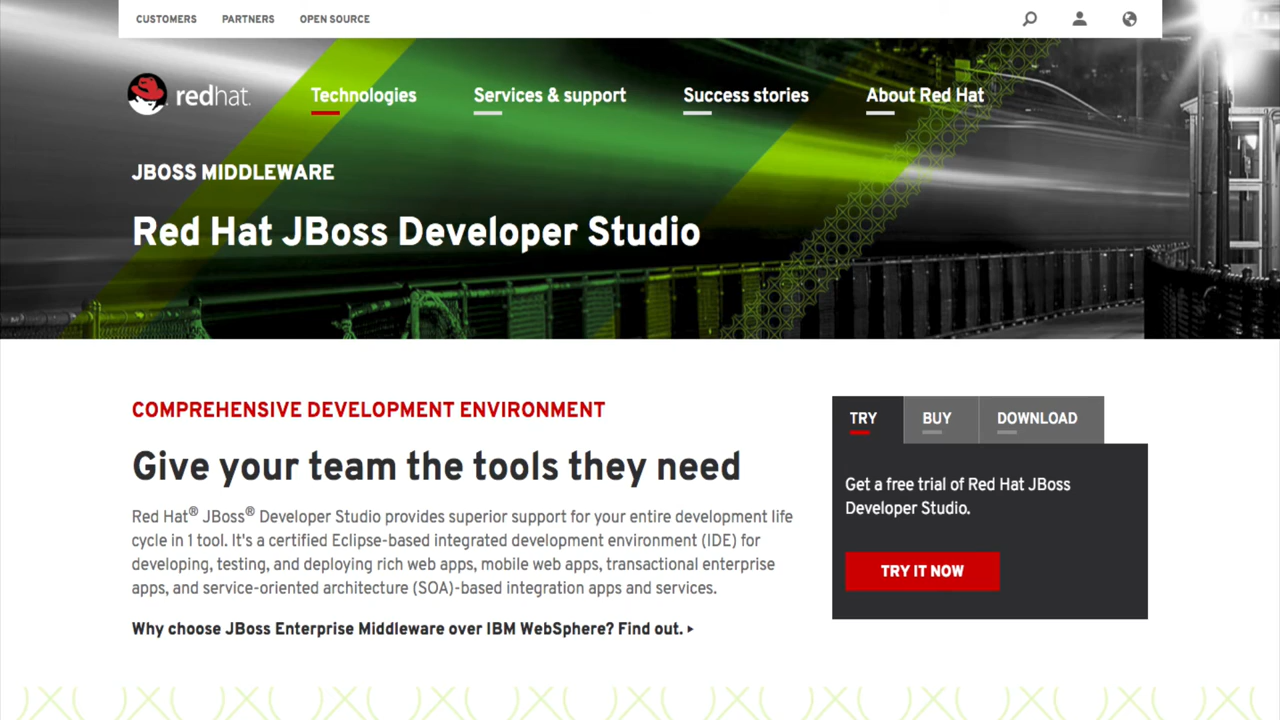 CUSTOMERS PARTNERS OPEN SOURCE
redhat.
Technologies Services & support Success stories About Red Hat
JBOSS MIDDLEWARE
Red Hat JBoss Developer Studio
COMPREHENSIVE DEVELOPMENT ENVIRONMENT
Give your team the tools they need
Red Hat® JBoss® Developer Studio provides superior support for your entire development life
cycle in 1 tool. It's a certified Eclipse-based integrated development environment (IDE) for
developing, testing, and deploying rich web apps, mobile web apps, transactional enterprise
apps, and service-oriented architecture (SOA)-based integration apps and services.
Why choose JBoss Enterprise Middleware over IBM WebSphere? Find out. ▸
TRY BUY DOWNLOAD
Get a free trial of Red Hat JBoss
Developer Studio.
TRY IT NOW